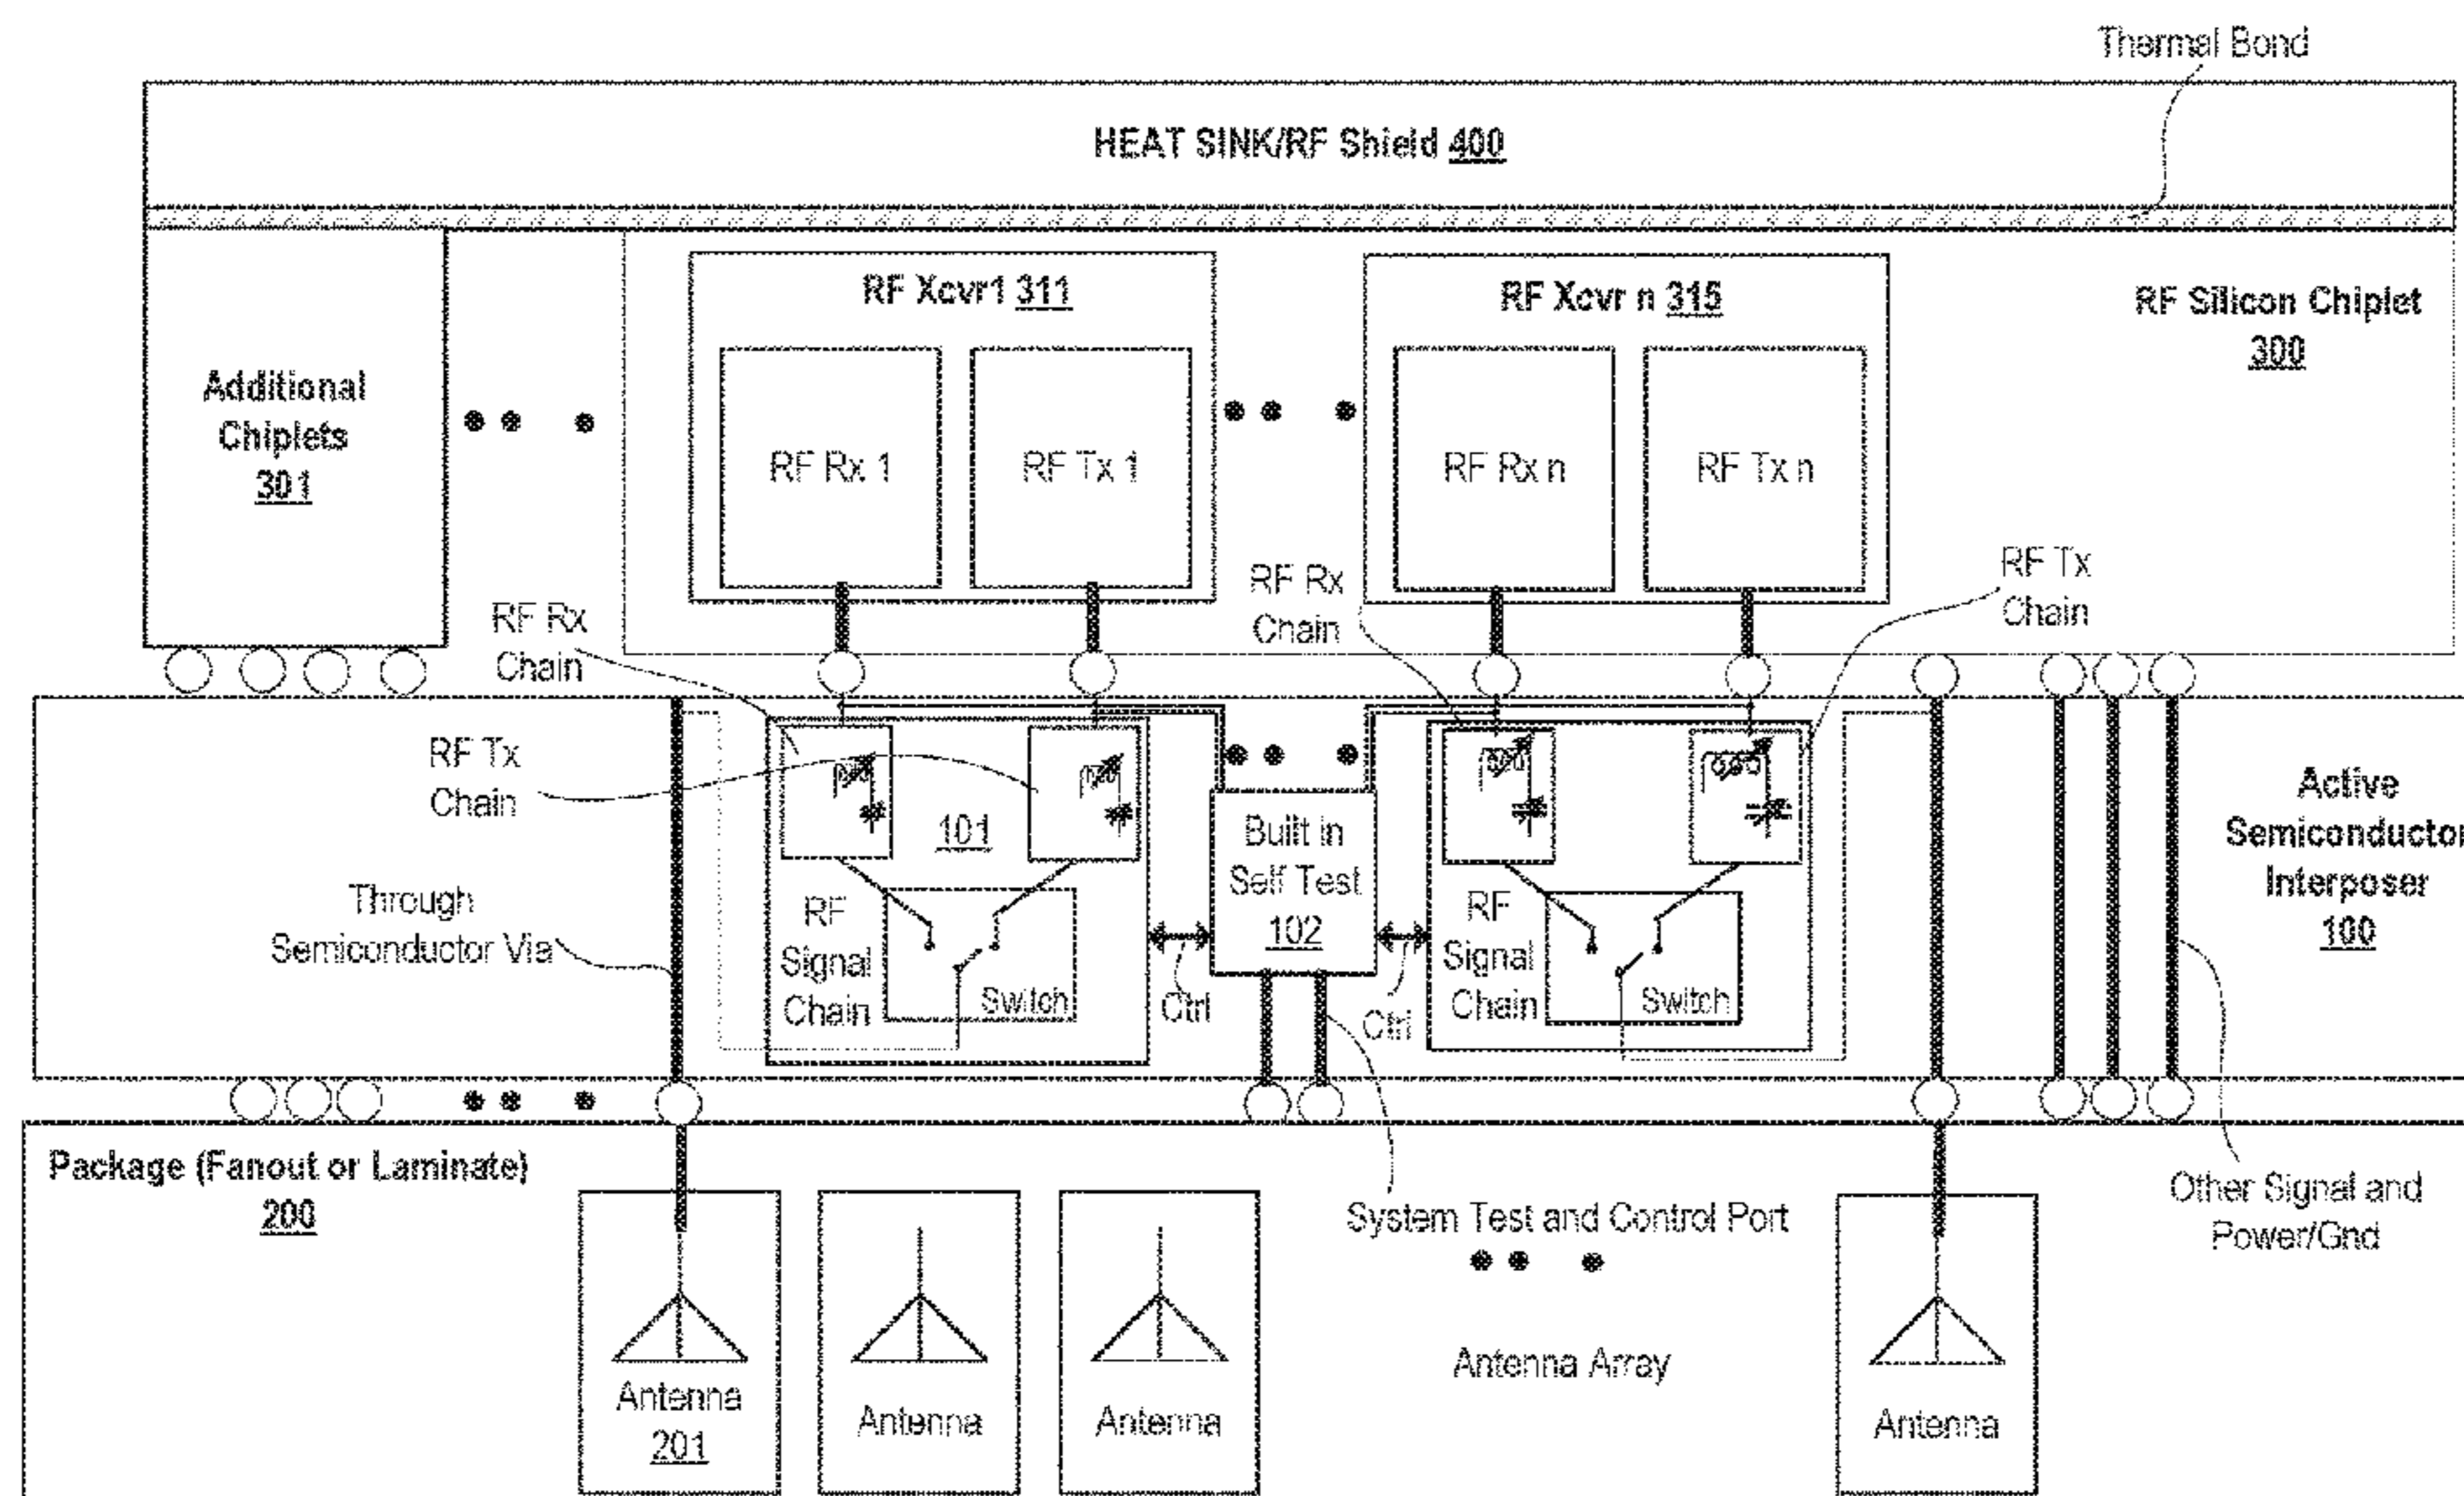 Thermal Bond
HEAT SINK/RF Shield 400
RF Xcvr1 311
RF Xcvr n 315
RF Silicon Chiplet
300
Additional
Chiplets
301
RF Rx 1
RF Tx 1
RF Rx n
RF Tx n
RF Rx
Chain
RF Rx
Chain
RF Tx
Chain
RF Tx
Chain
101
Built in
Self Test
102
Active
Semiconductor
Interposer
100
Through
Semiconductor Via
RF
Signal
Chain
Switch
Ctrl
Ctrl
RF
Signal
Chain
Switch
Package (Fanout or Laminate)
200
System Test and Control Port
Other Signal and
Power/Gnd
Antenna Array
Antenna
201
Antenna
Antenna
Antenna